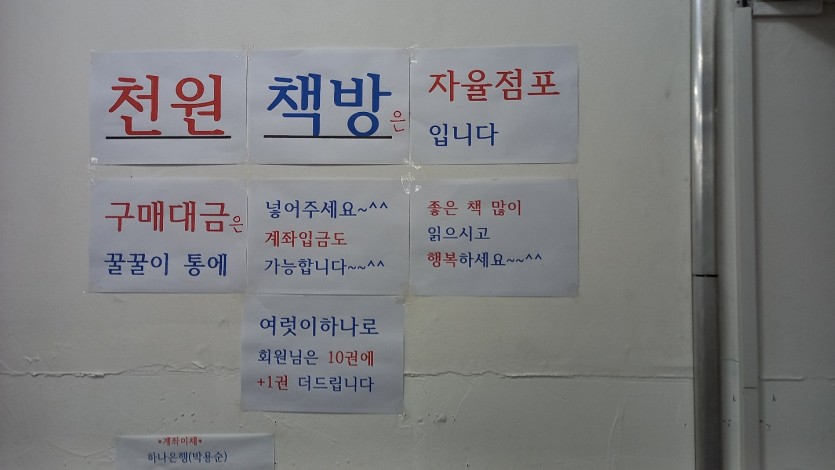 천원 책방은 자율점포
입니다
구매대금은
꿀꿀이 통에
넣어주세요~^^
계좌입금도
가능합니다~~^^
좋은 책 많이
읽으시고
행복하세요~~^^
여럿이하나로
회원님은 10권에
+1권 더드립니다
*계좌이체*
하나은행(박용순)